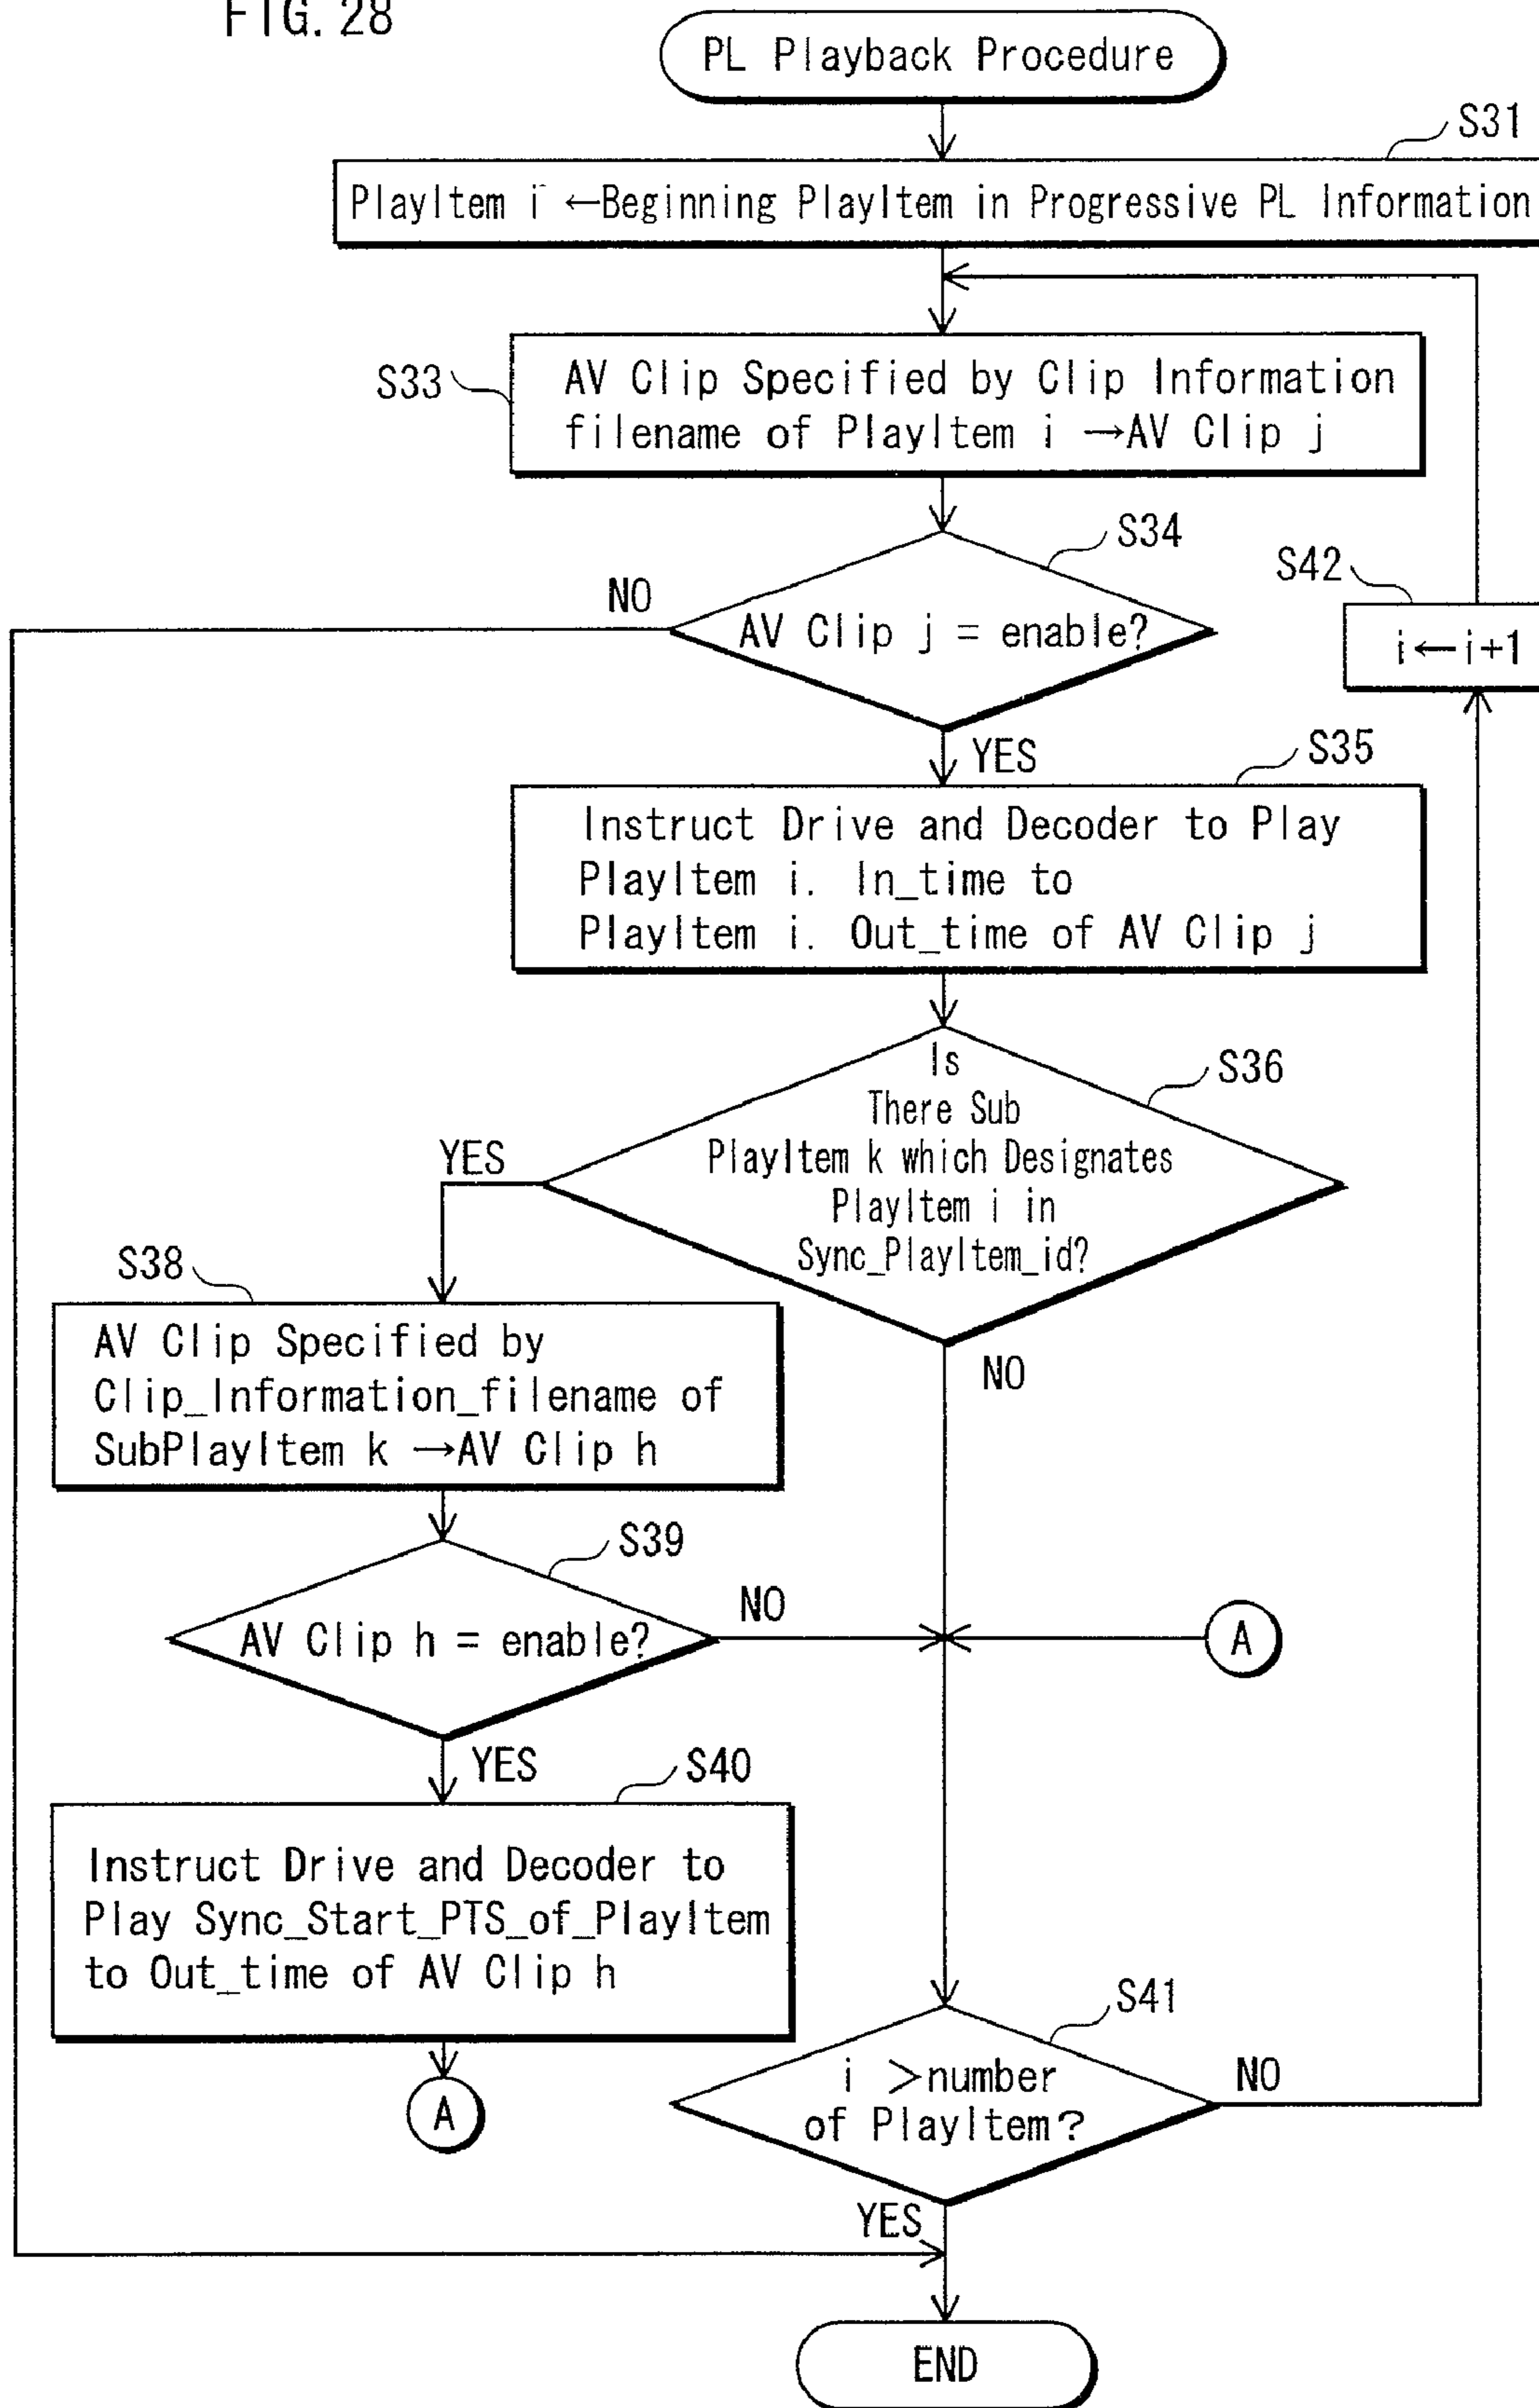 FIG. 28
PL Playback Procedure
S31
PlayItem i ←Beginning PlayItem in Progressive PL Information
S33
AV Clip Specified by Clip Information
filename of PlayItem i →AV Clip j
S34
NO
AV Clip j = enable?
S42
i←i+1
YES
S35
Instruct Drive and Decoder to Play
PlayItem i. In_time to
PlayItem i. Out_time of AV Clip j
S36
Is
There Sub
PlayItem k which Designates
PlayItem i in
Sync_PlayItem_id?
YES
NO
S38
AV Clip Specified by
Clip_Information_filename of
SubPlayItem k →AV Clip h
S39
AV Clip h = enable?
NO
A
YES
S40
Instruct Drive and Decoder to
Play Sync_Start_PTS_of_PlayItem
to Out_time of AV Clip h
A
S41
i >number
of PlayItem?
NO
YES
END